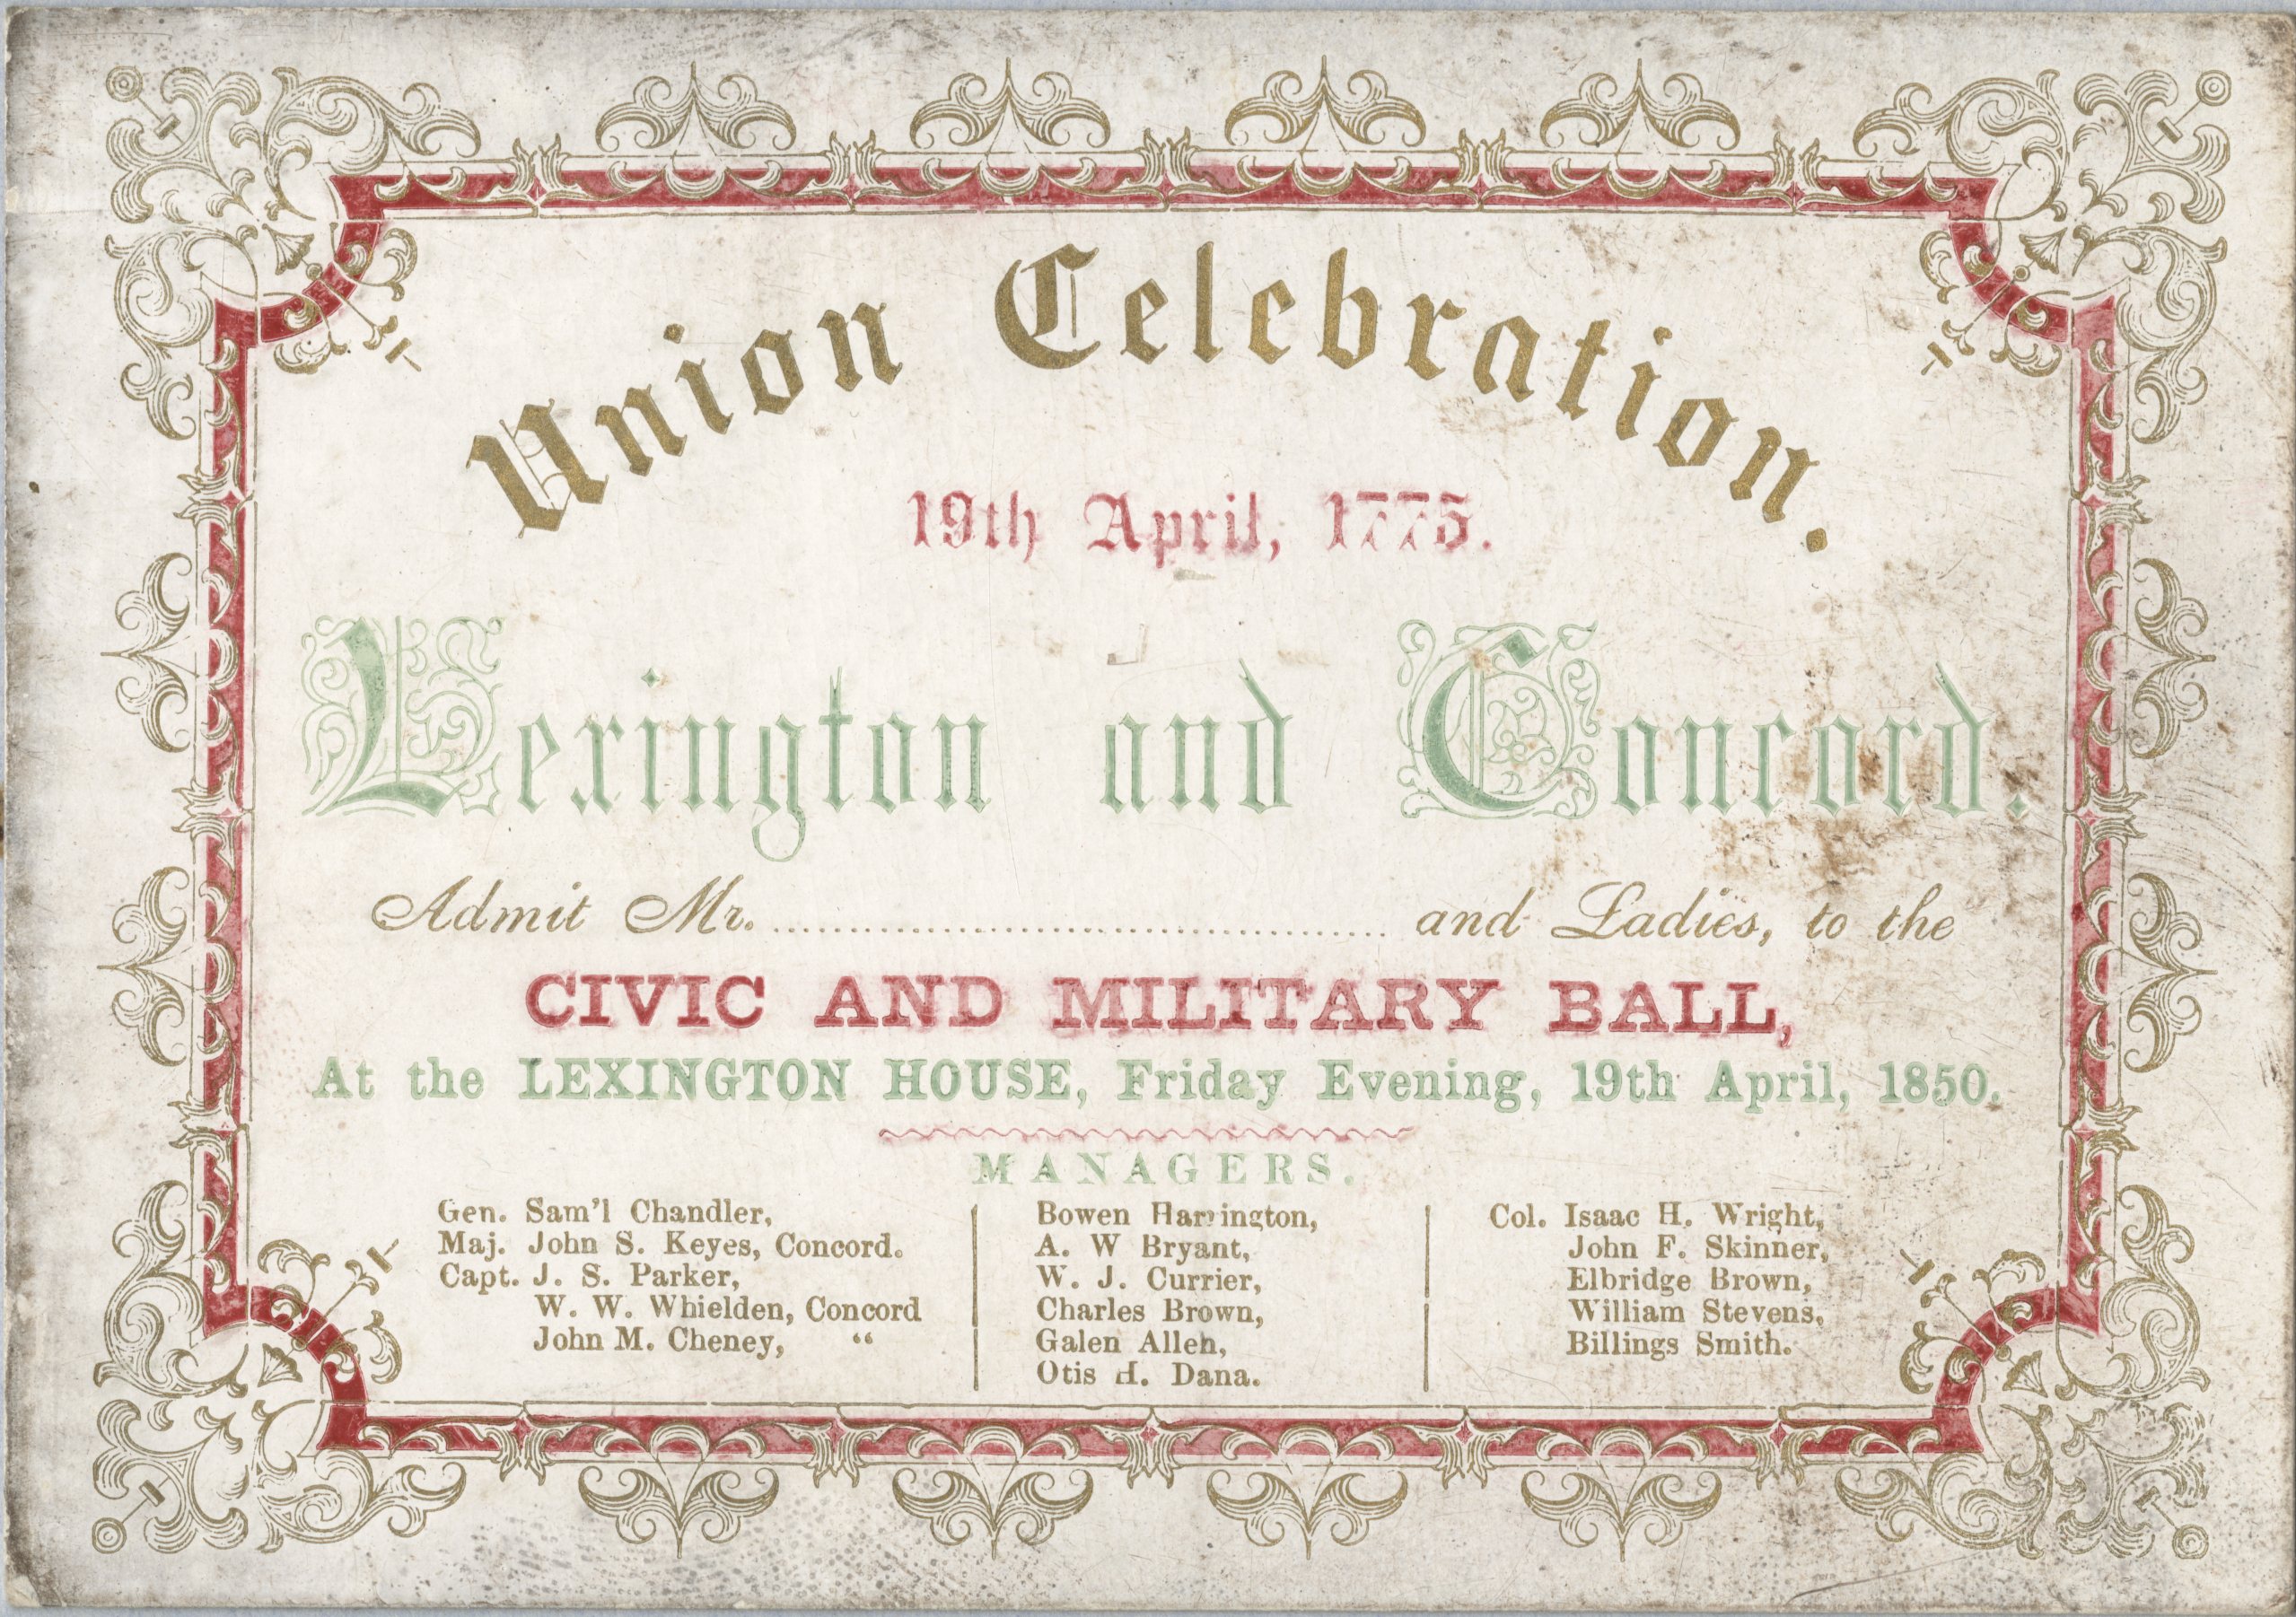 Union Celebration.
19th April, 1775.
Lexington and Concord.
Admit Mr. ........................................ and Ladies, to the
CIVIC AND MILITARY BALL,
At the LEXINGTON HOUSE, Friday Evening, 19th April, 1850.
MANAGERS.
Gen. Sam'l Chandler,
Maj. John S. Keyes, Concord.
Capt. J. S. Parker,
W. W. Whielden, Concord
John M. Cheney, "
Bowen Harrington,
A. W Bryant,
W. J. Currier,
Charles Brown,
Galen Allen,
Otis H. Dana.
Col. Isaac H. Wright,
John F. Skinner,
Elbridge Brown,
William Stevens,
Billings Smith.